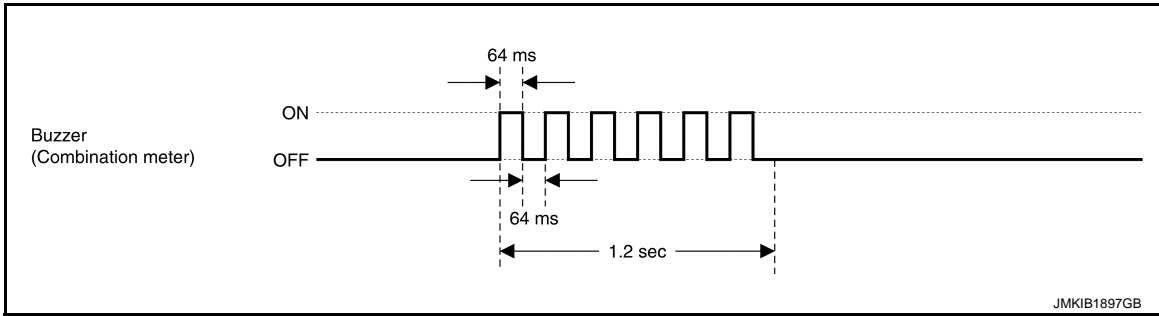 64 ms
ON
Buzzer
(Combination meter)
OFF
64 ms
1.2 sec
JMKIB1897GB